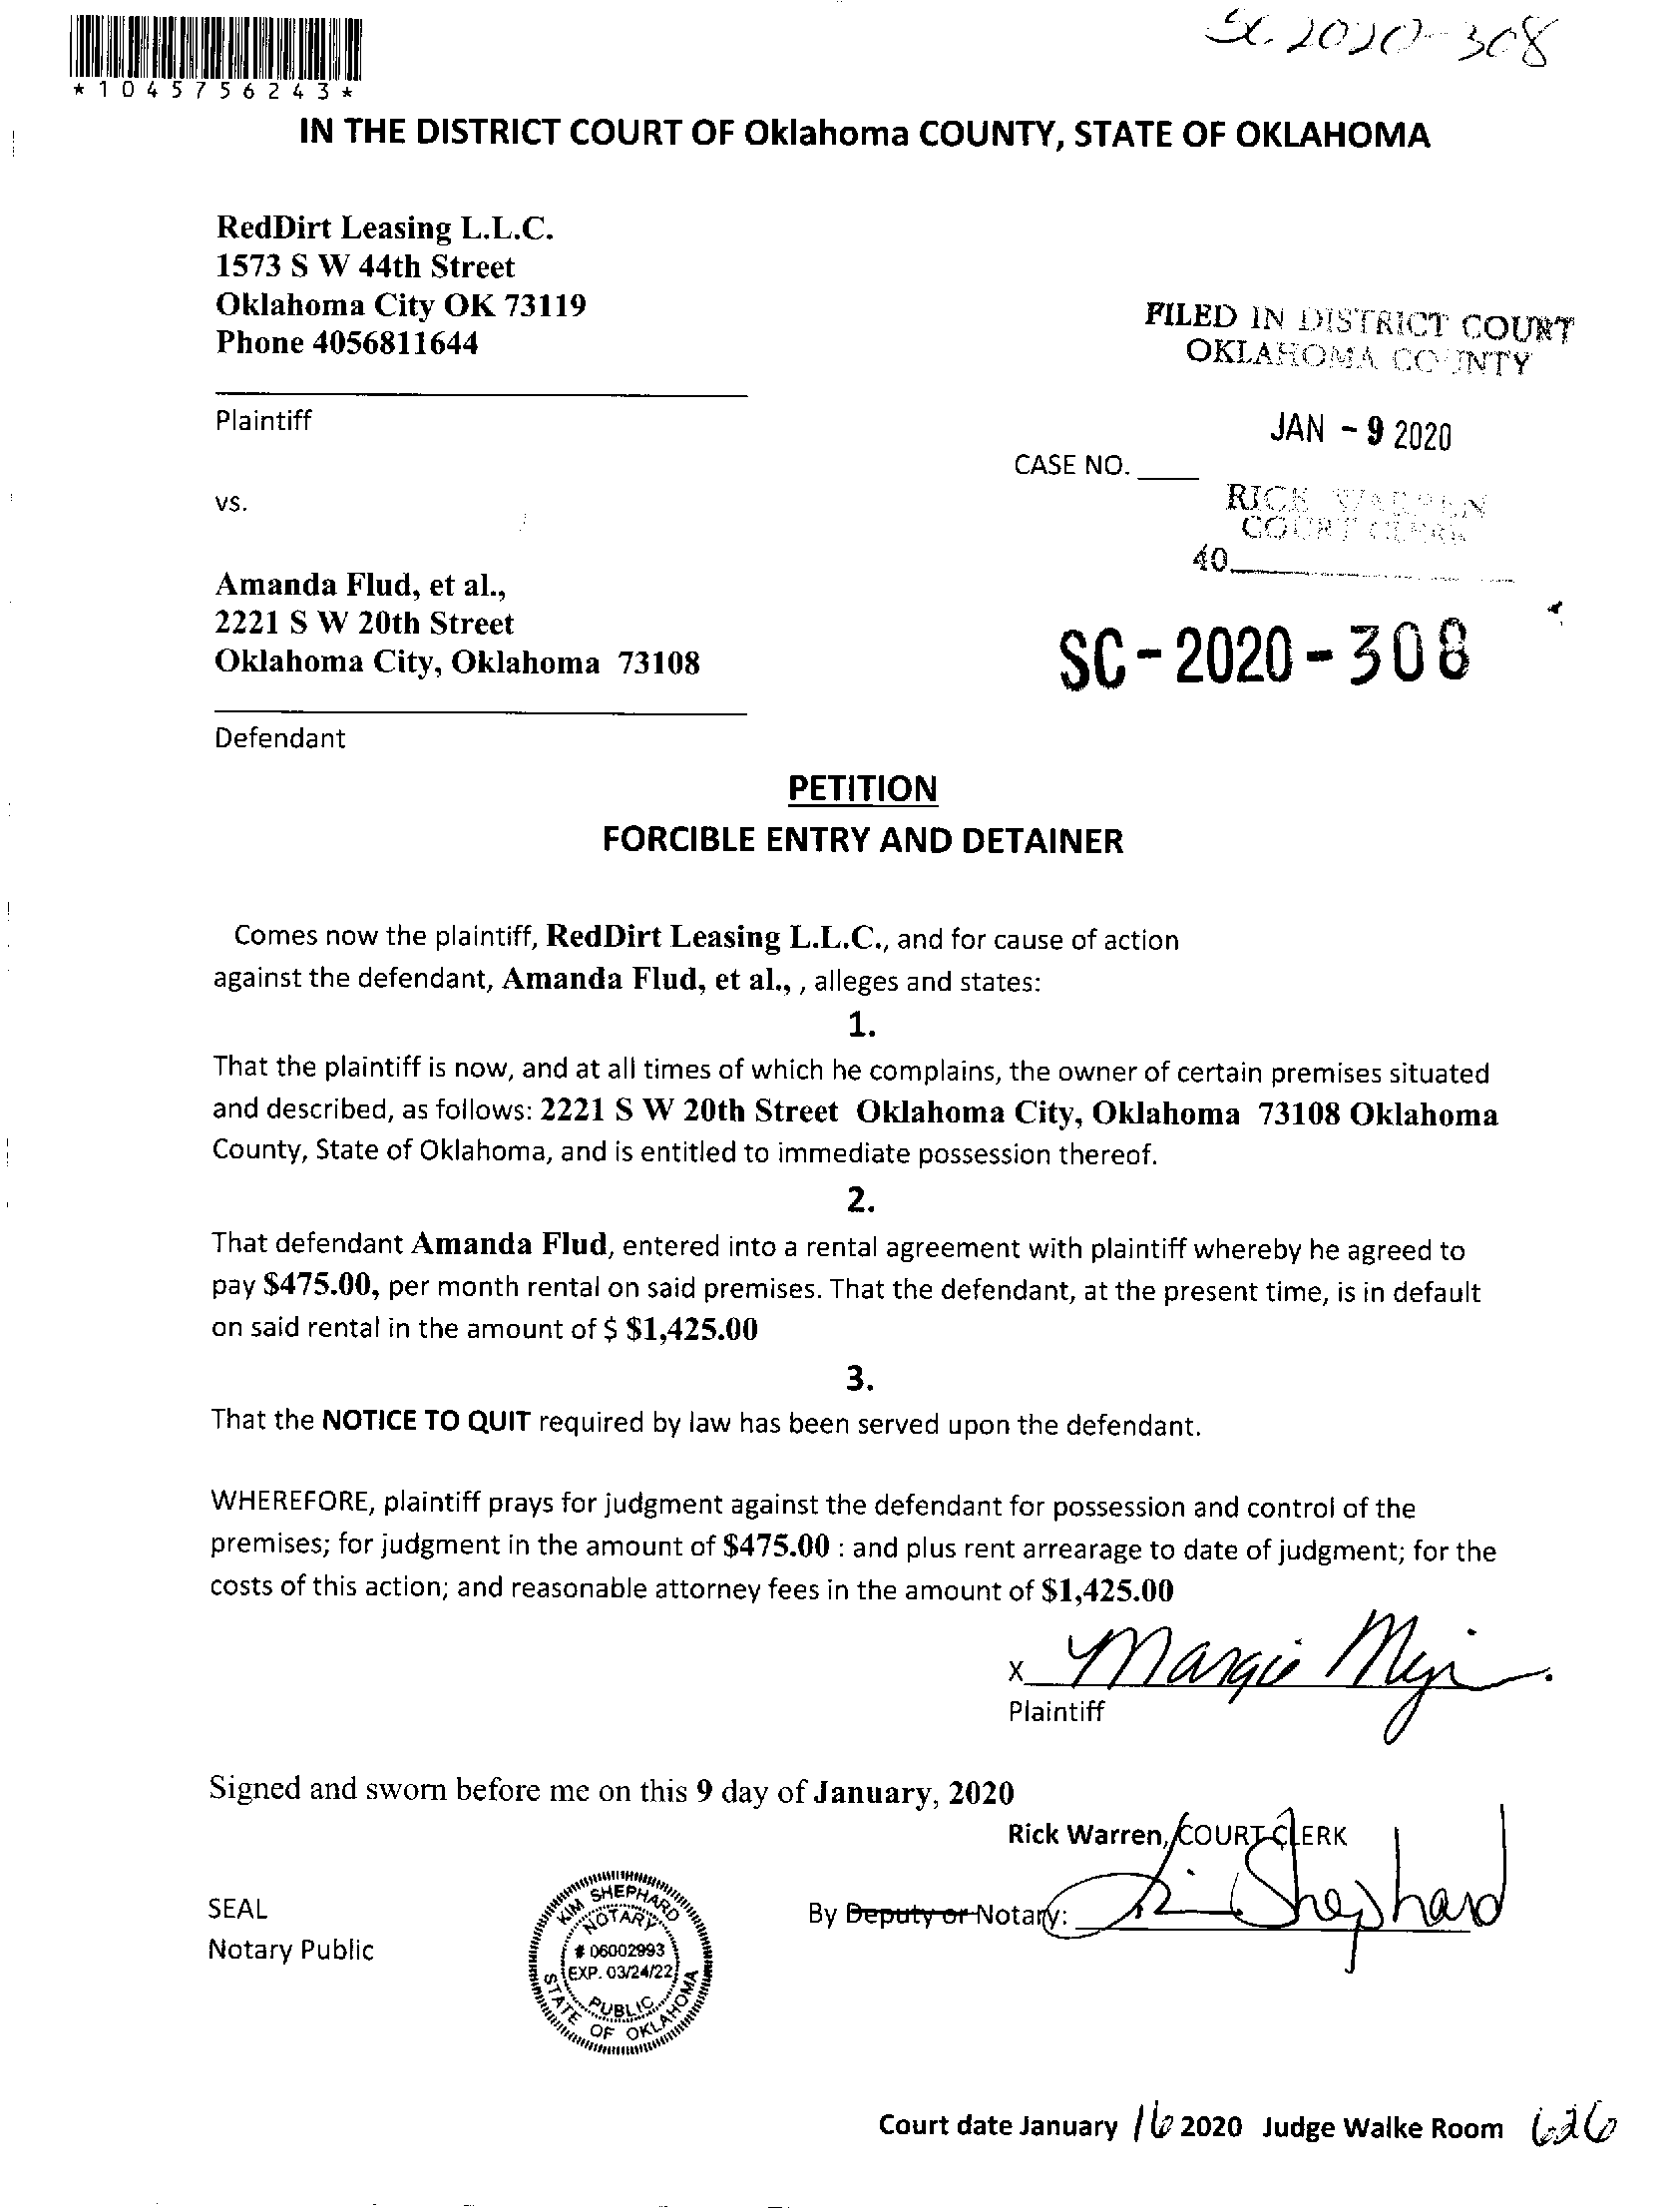 SC-2020-308
*1045756243*
IN THE DISTRICT COURT OF Oklahoma COUNTY, STATE OF OKLAHOMA
RedDirt Leasing L.L.C.
1573 S W 44th Street
Oklahoma City OK 73119
Phone 4056811644
Plaintiff
FILED IN DISTRICT COURT
OKLAHOMA COUNTY
JAN - 9 2020
CASE NO.
RICK WARREN
COURT CLERK
40
vs.
Amanda Flud, et al.,
2221 S W 20th Street
Oklahoma City, Oklahoma 73108
SC-2020-308
Defendant
PETITION
FORCIBLE ENTRY AND DETAINER
Comes now the plaintiff, RedDirt Leasing L.L.C., and for cause of action
against the defendant, Amanda Flud, et al., , alleges and states:
1.
That the plaintiff is now, and at all times of which he complains, the owner of certain premises situated
and described, as follows: 2221 S W 20th Street Oklahoma City, Oklahoma 73108 Oklahoma
County, State of Oklahoma, and is entitled to immediate possession thereof.
2.
That defendant Amanda Flud, entered into a rental agreement with plaintiff whereby he agreed to
pay $475.00, per month rental on said premises. That the defendant, at the present time, is in default
on said rental in the amount of $ $1,425.00
3.
That the NOTICE TO QUIT required by law has been served upon the defendant.
WHEREFORE, plaintiff prays for judgment against the defendant for possession and control of the
premises; for judgment in the amount of $475.00 : and plus rent arrearage to date of judgment; for the
costs of this action; and reasonable attorney fees in the amount of $1,425.00
X Margie
Plaintiff
Signed and sworn before me on this 9 day of January, 2020
Rick Warren, COURT CLERK
SEAL
Notary Public
KIM SHEPHARD
NOTARY
# 06002993
EXP. 03/24/22
PUBLIC
STATE OF OKLAHOMA
By Deputy or Notary: Kim Shephard
Court date January 16 2020 Judge Walke Room 626